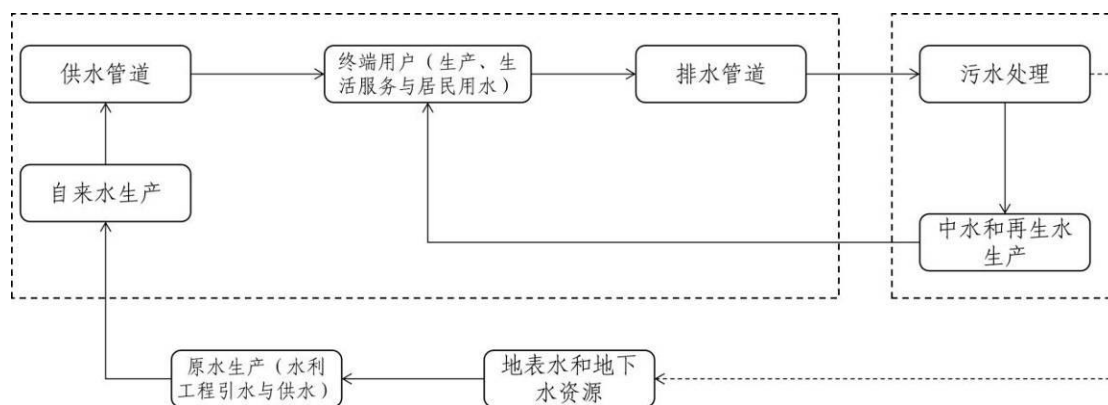 供水管道
终端用户（生产、生
活服务与居民用水）
排水管道
污水处理
自来水生产
中水和再生水
生产
原水生产（水利
工程引水与供水）
地表水和地下
水资源